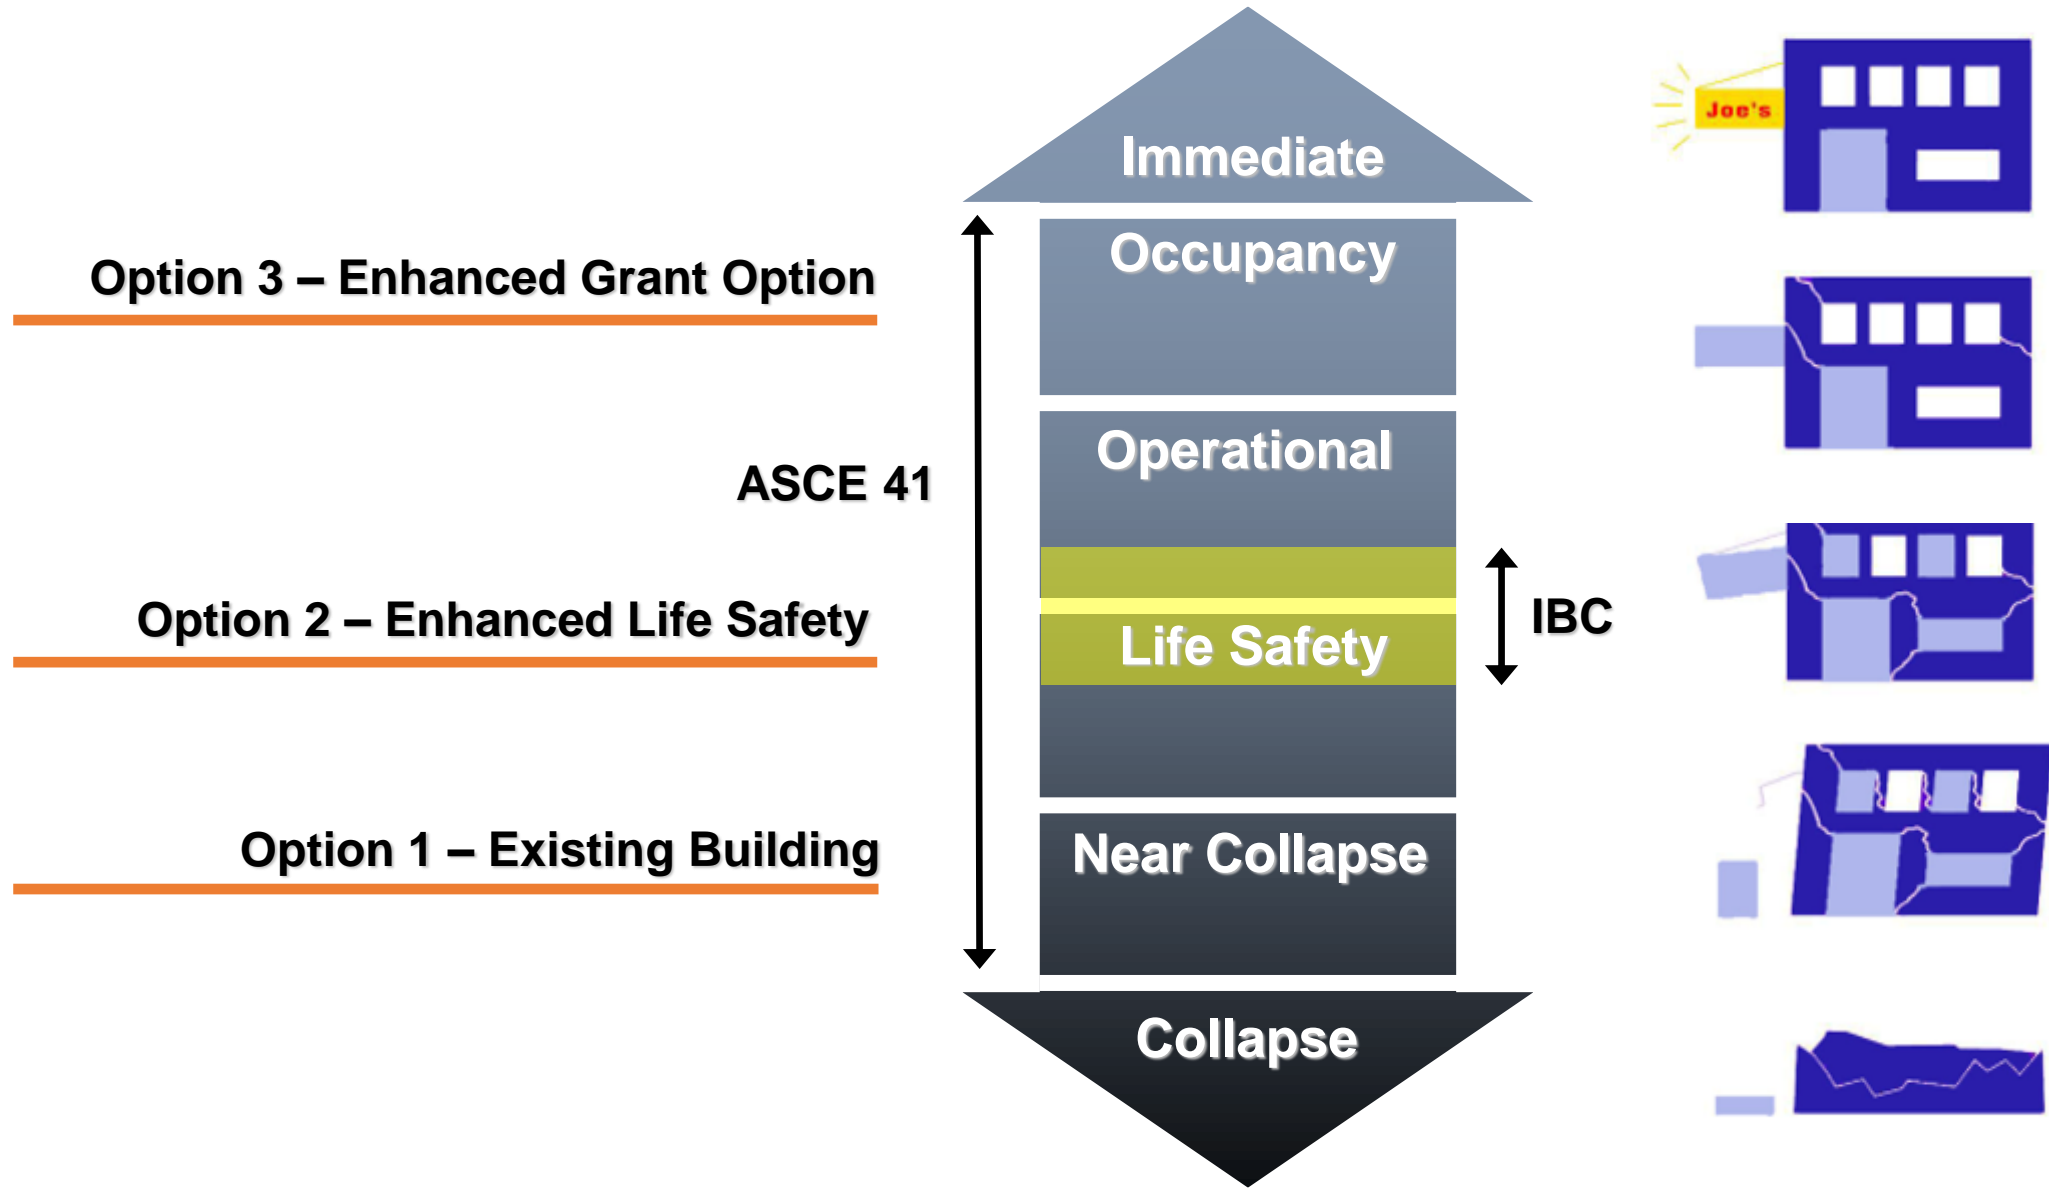 Immediate
Joe's
Occupancy
Option 3 – Enhanced Grant Option
Operational
ASCE 41
Option 2 – Enhanced Life Safety
IBC
Life Safety
Option 1 – Existing Building
Near Collapse
Collapse